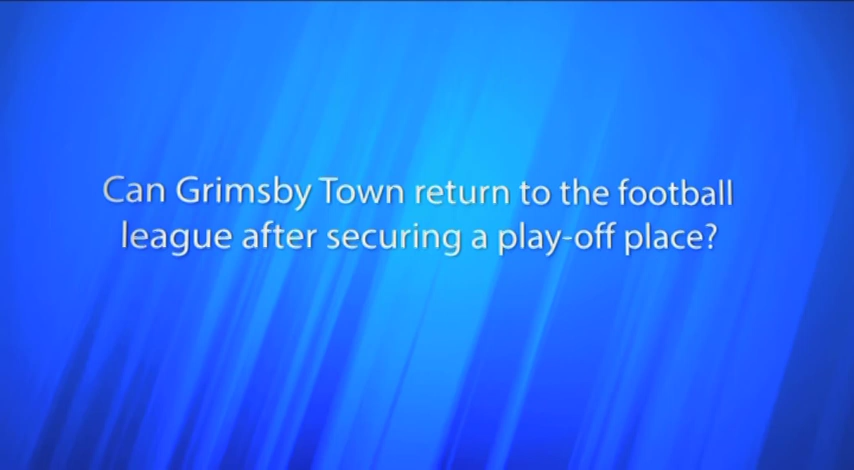 Can Grimsby Town return to the football
league after securing a play-off place?